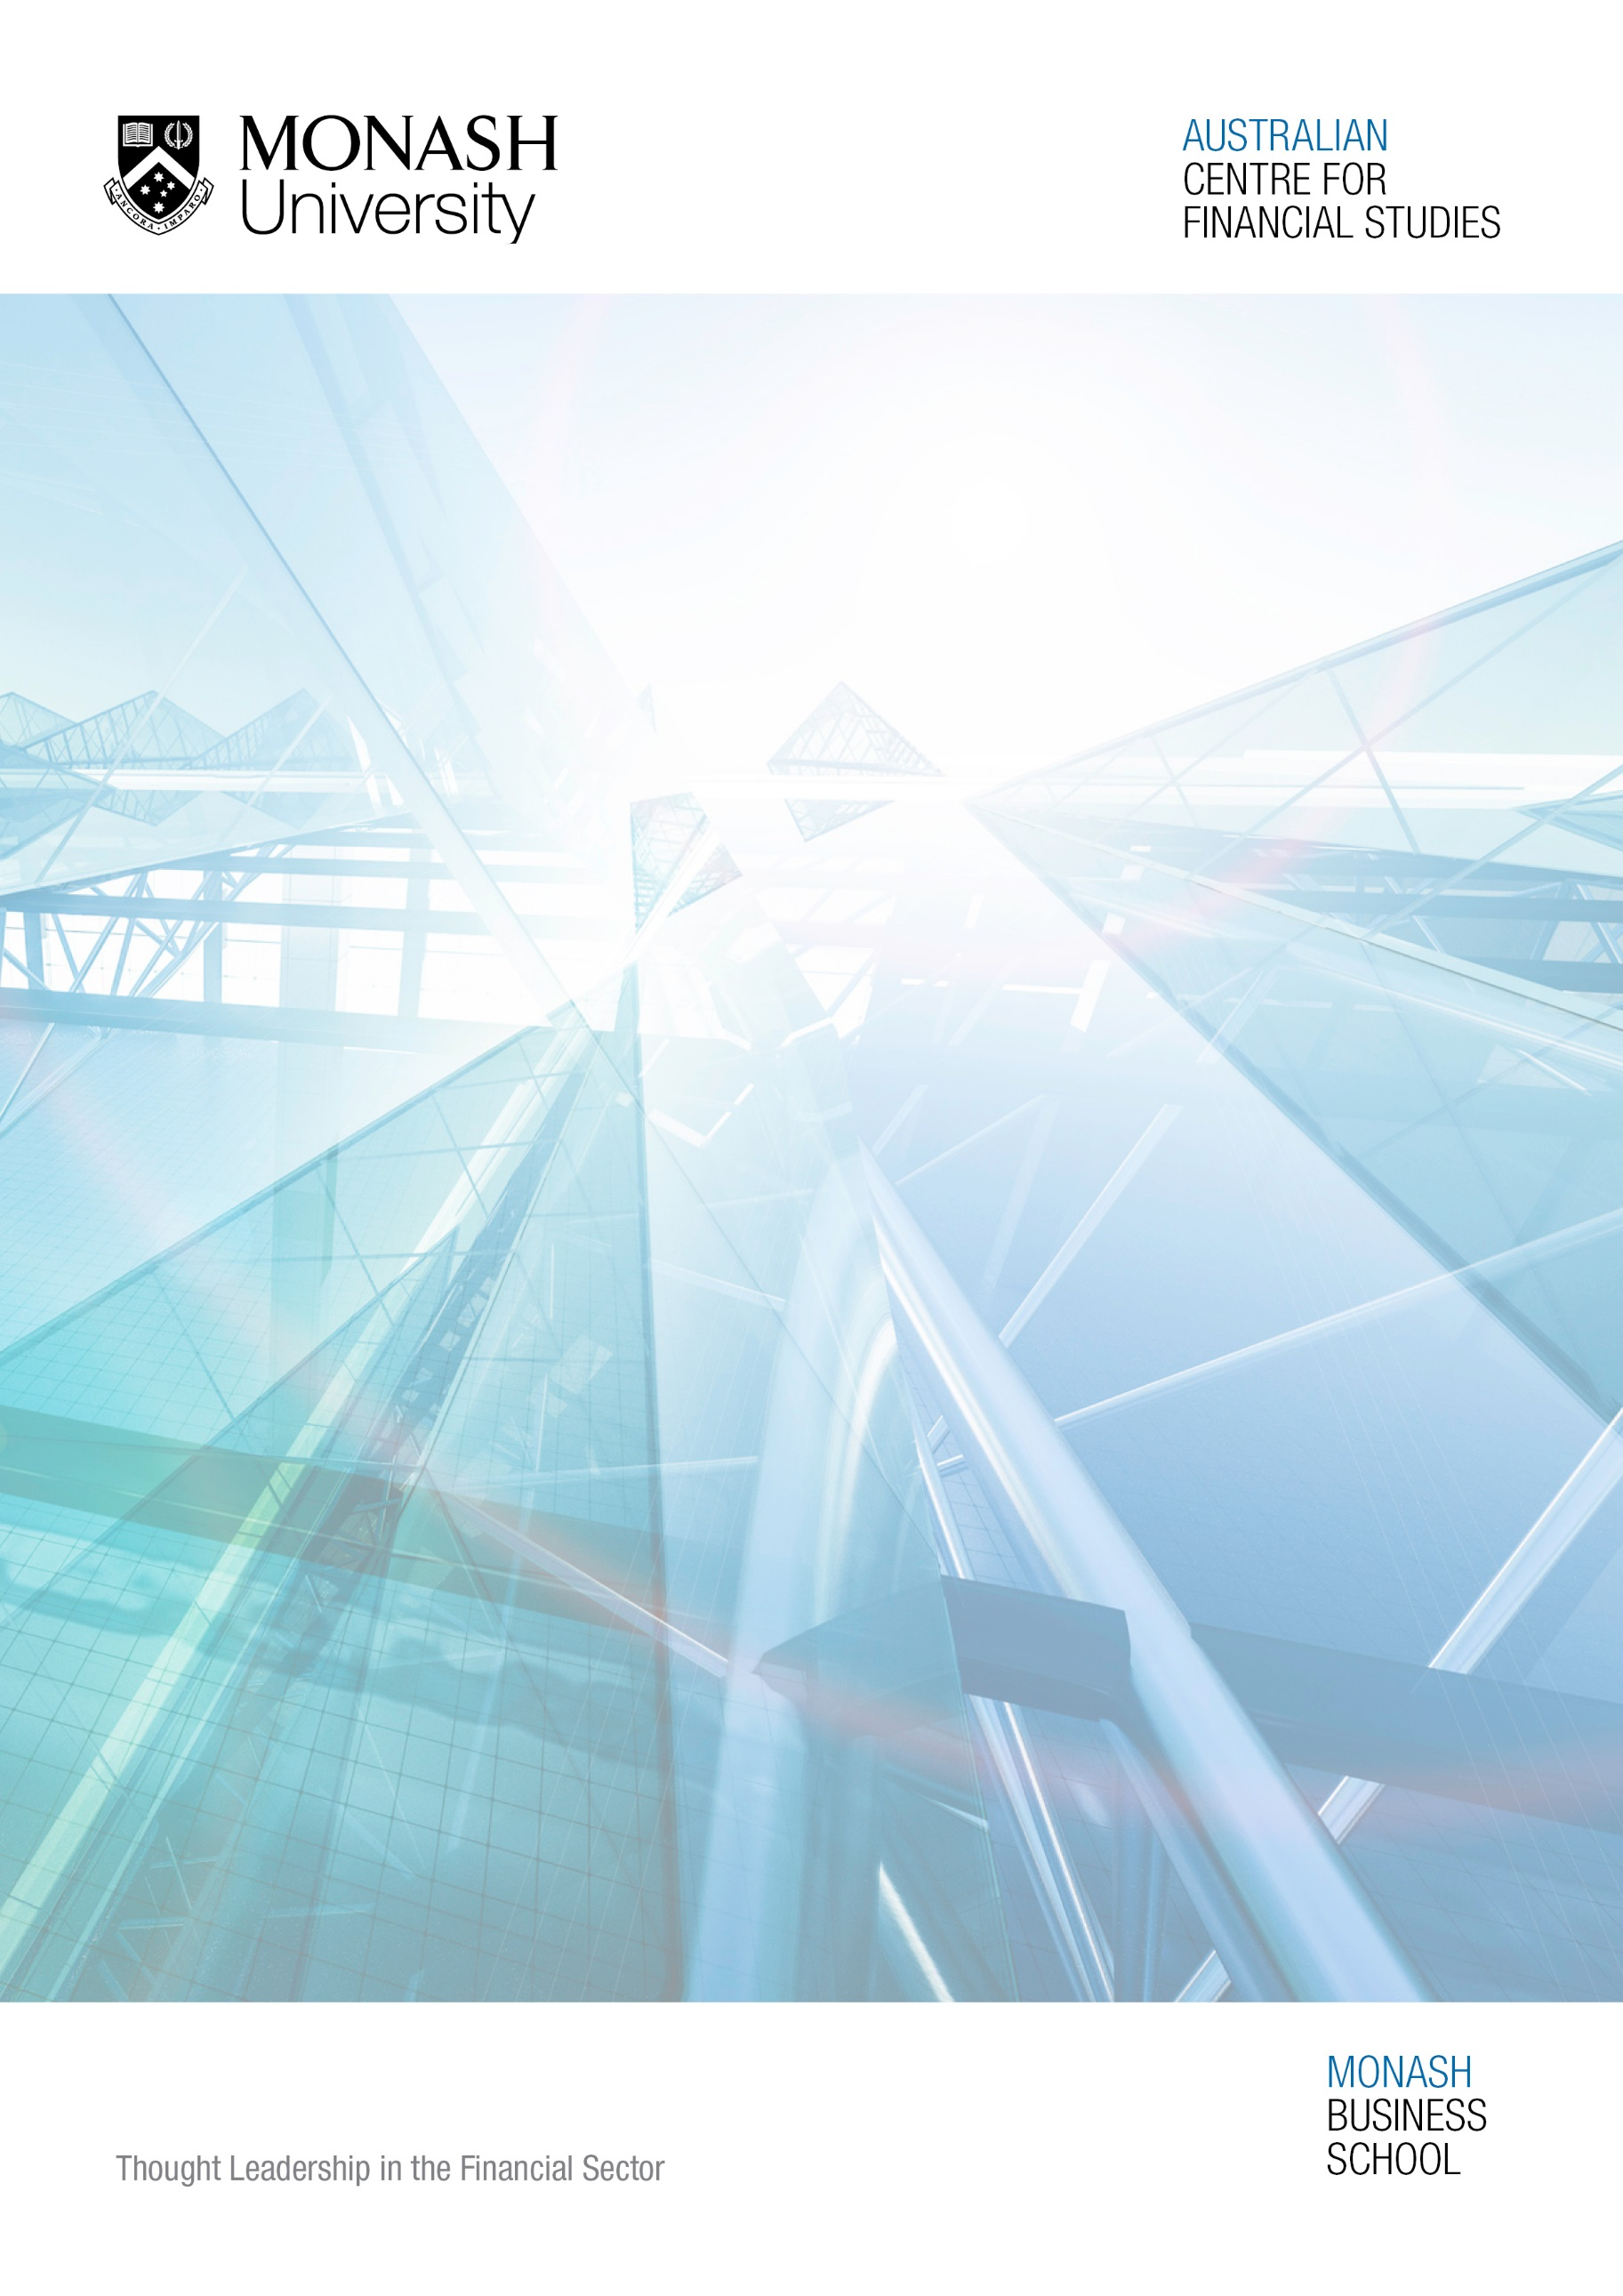 MONASH
University
ANCORA IMPARO
AUSTRALIAN
CENTRE FOR
FINANCIAL STUDIES
MONASH
BUSINESS
SCHOOL
Thought Leadership in the Financial Sector